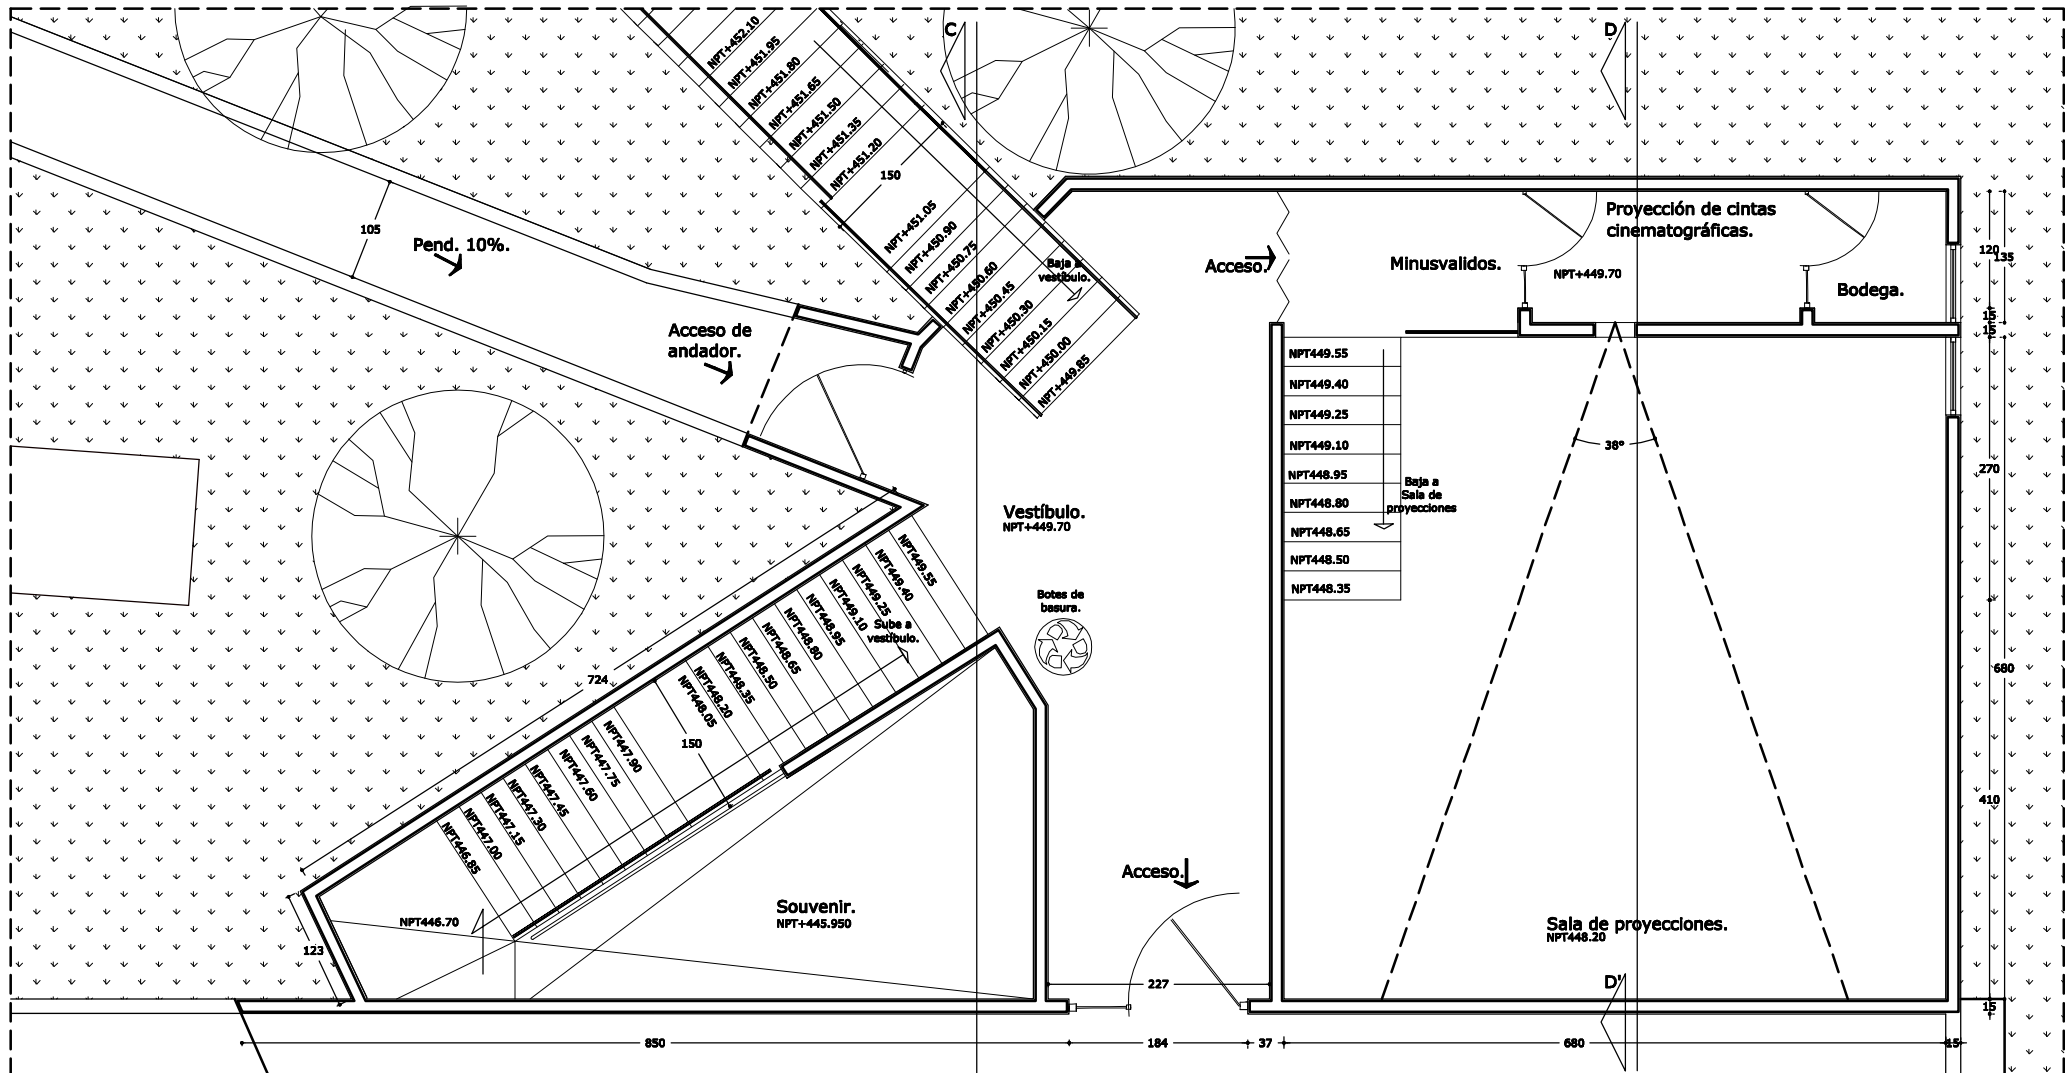 C
D
NPT+452.10
NPT+451.95
NPT+451.80
NPT+451.65
NPT+451.50
NPT+451.35
NPT+451.20
150
NPT+451.05
NPT+450.90
NPT+450.75
NPT+450.60
NPT+450.45
NPT+450.30
NPT+450.15
NPT+450.00
NPT+449.85
Baja a
vestíbulo.
105
Pend. 10%.
Acceso de
andador.
Acceso.
Minusvalidos.
Proyección de cintas
cinematográficas.
NPT+449.70
Bodega.
120
135
15
15
NPT449.55
NPT449.40
NPT449.25
NPT449.10
NPT448.95
NPT448.80
NPT448.65
NPT448.50
NPT448.35
Baja a
Sala de
proyecciones
38°
270
Vestíbulo.
NPT+449.70
Botes de
basura.
NPT449.55
NPT449.40
NPT449.25
NPT449.10
NPT448.95
NPT448.80
NPT448.65
NPT448.50
NPT448.35
NPT448.20
NPT448.05
Sube a
vestíbulo.
724
150
NPT447.90
NPT447.75
NPT447.60
NPT447.45
NPT447.30
NPT447.15
NPT447.00
NPT446.85
680
410
Acceso.
Souvenir.
NPT+445.950
NPT446.70
123
Sala de proyecciones.
NPT448.20
227
D'
15
850
184
37
680
15